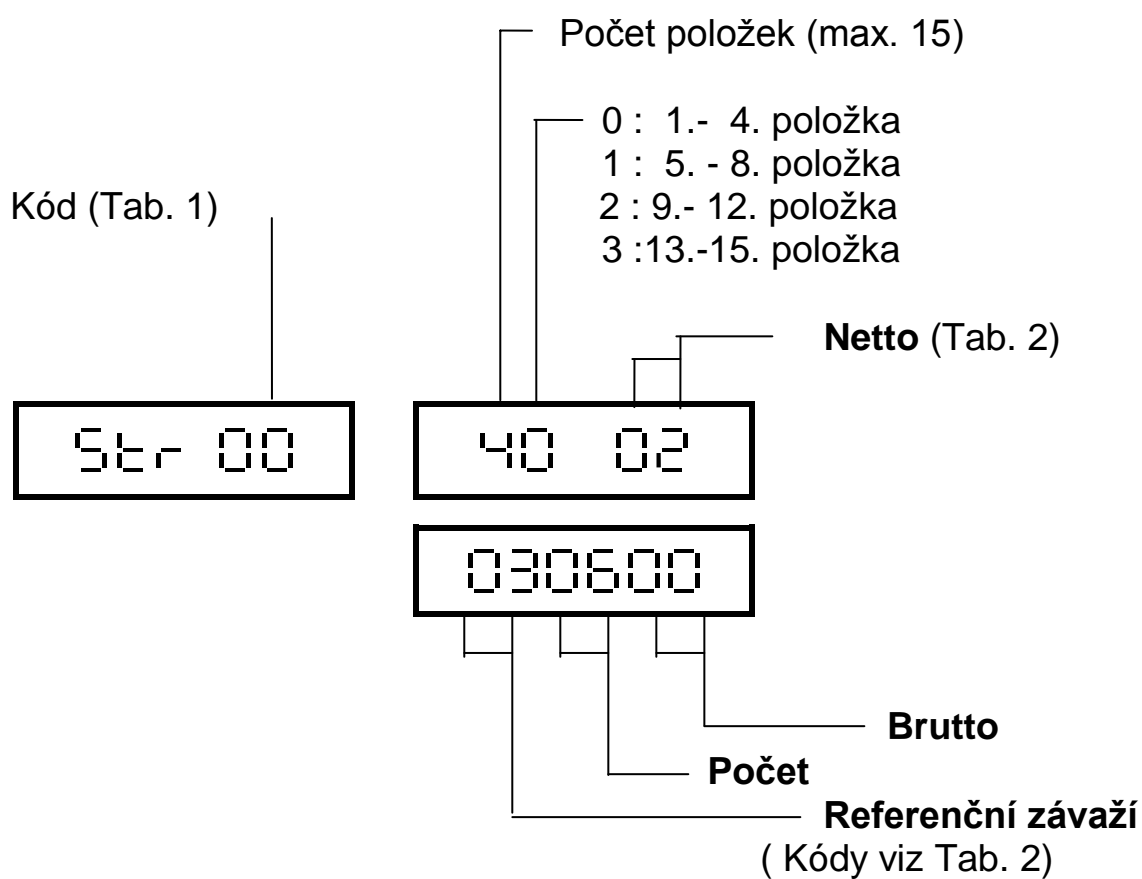 Počet položek (max. 15)
0 : 1.- 4. položka
1 : 5. - 8. položka
2 : 9.- 12. položka
3 :13.-15. položka
Kód (Tab. 1)
Netto (Tab. 2)
Str 00
40 02
030600
Brutto
Počet
Referenční závaží
( Kódy viz Tab. 2)